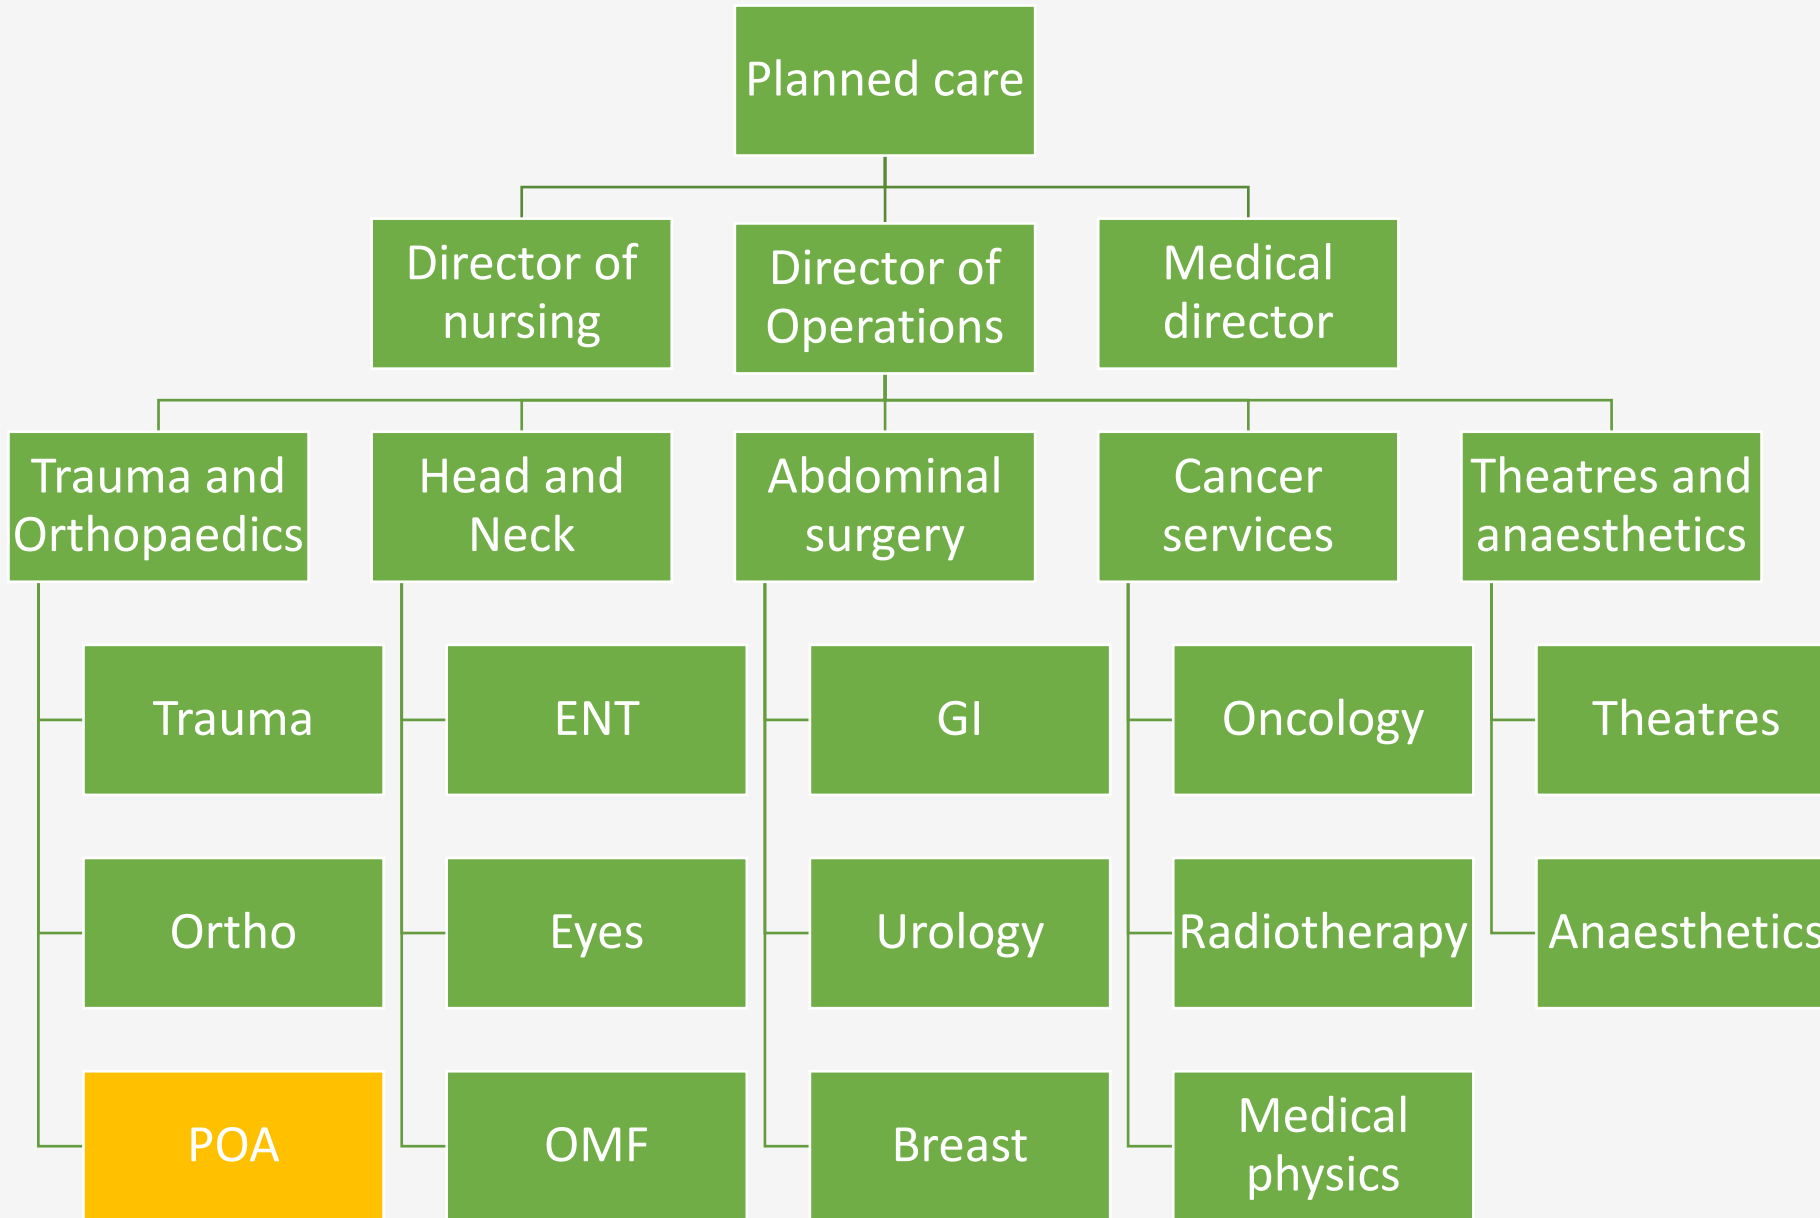 Planned care
Director of
nursing
Director of
Operations
Medical
director
Trauma and
Orthopaedics
Head and
Neck
Abdominal
surgery
Cancer
services
Theatres and
anaesthetics
Trauma
ENT
GI
Oncology
Theatres
Ortho
Eyes
Urology
Radiotherapy
Anaesthetics
POA
OMF
Breast
Medical
physics